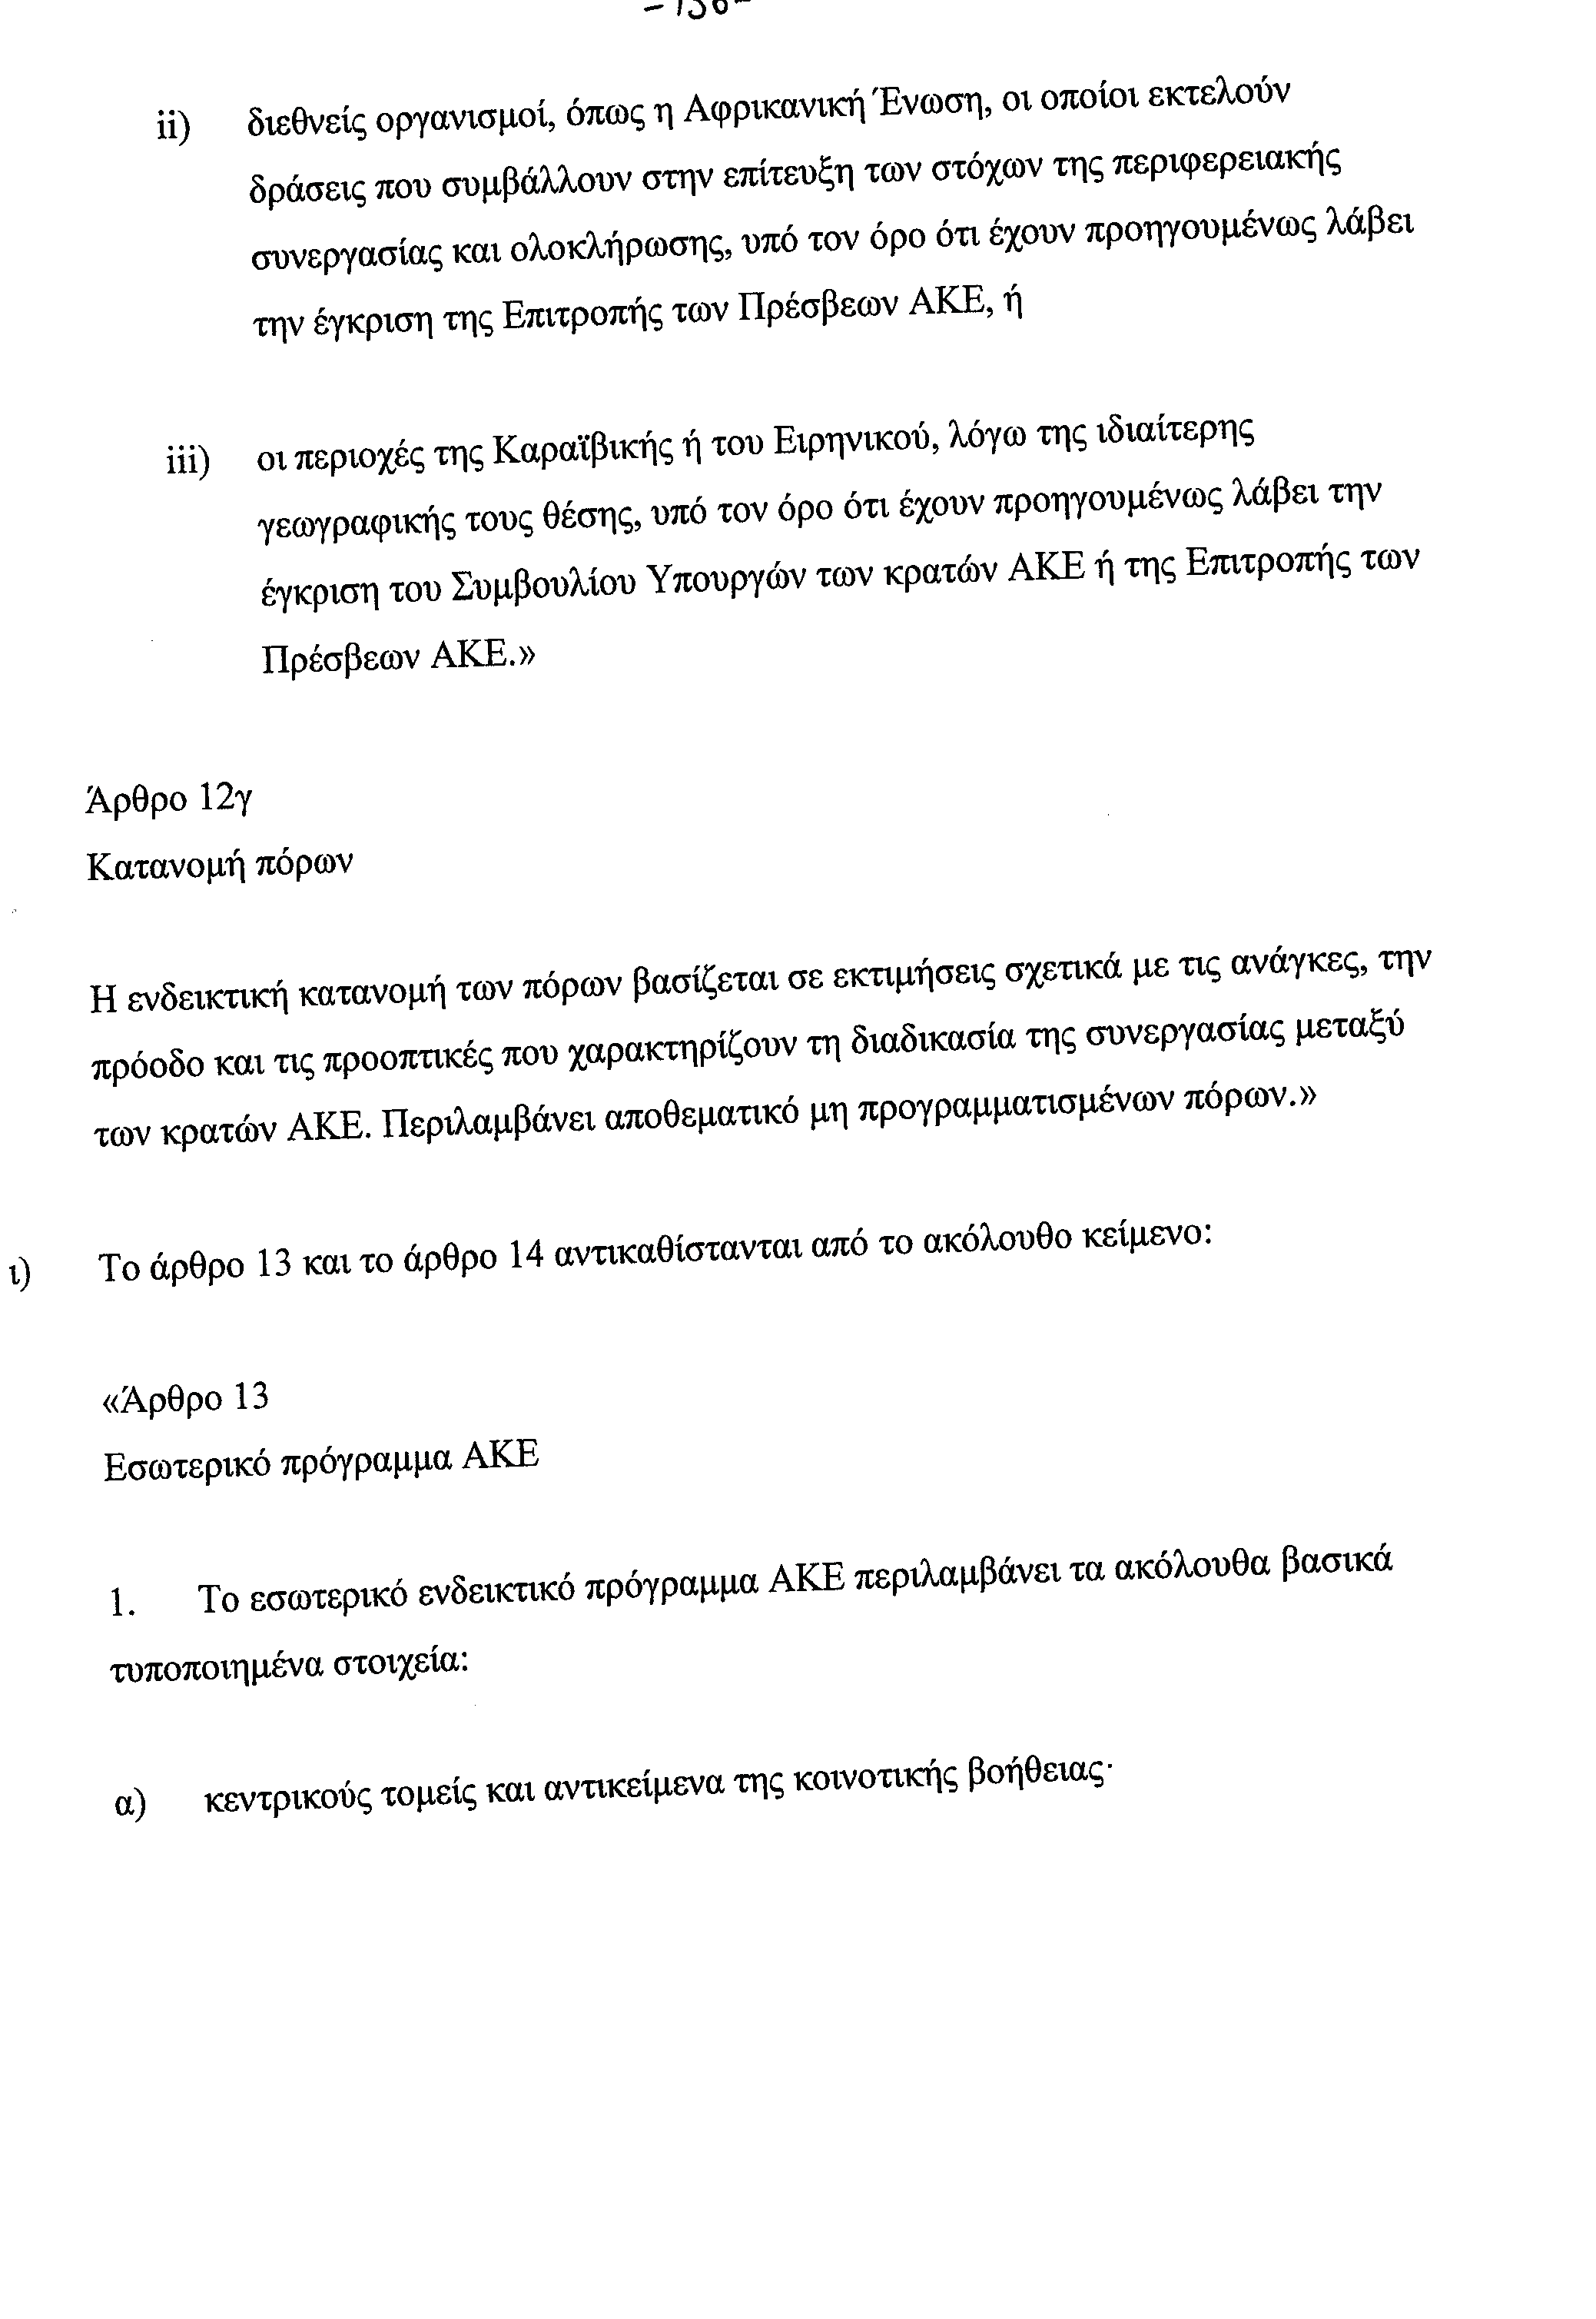 ii) διεθνείς οργανισμοί, όπως η Αφρικανική Ένωση, οι οποίοι εκτελούν
δράσεις που συμβάλλουν στην επίτευξη των στόχων της περιφερειακής
συνεργασίας και ολοκλήρωσης, υπό τον όρο ότι έχουν προηγουμένως λάβει
την έγκριση της Επιτροπής των Πρέσβεων ΑΚΕ, ή
iii) οι περιοχές της Καραϊβικής ή του Ειρηνικού, λόγω της ιδιαίτερης
γεωγραφικής τους θέσης, υπό τον όρο ότι έχουν προηγουμένως λάβει την
έγκριση του Συμβουλίου Υπουργών των κρατών ΑΚΕ ή της Επιτροπής των
Πρέσβεων ΑΚΕ.»
Άρθρο 12γ
Κατανομή πόρων
Η ενδεικτική κατανομή των πόρων βασίζεται σε εκτιμήσεις σχετικά με τις ανάγκες, την
πρόοδο και τις προοπτικές που χαρακτηρίζουν τη διαδικασία της συνεργασίας μεταξύ
των κρατών ΑΚΕ. Περιλαμβάνει αποθεματικό μη προγραμματισμένων πόρων.»
ι) Το άρθρο 13 και το άρθρο 14 αντικαθίστανται από το ακόλουθο κείμενο:
«Άρθρο 13
Εσωτερικό πρόγραμμα ΑΚΕ
1. Το εσωτερικό ενδεικτικό πρόγραμμα ΑΚΕ περιλαμβάνει τα ακόλουθα βασικά
τυποποιημένα στοιχεία:
α) κεντρικούς τομείς και αντικείμενα της κοινοτικής βοήθειας·